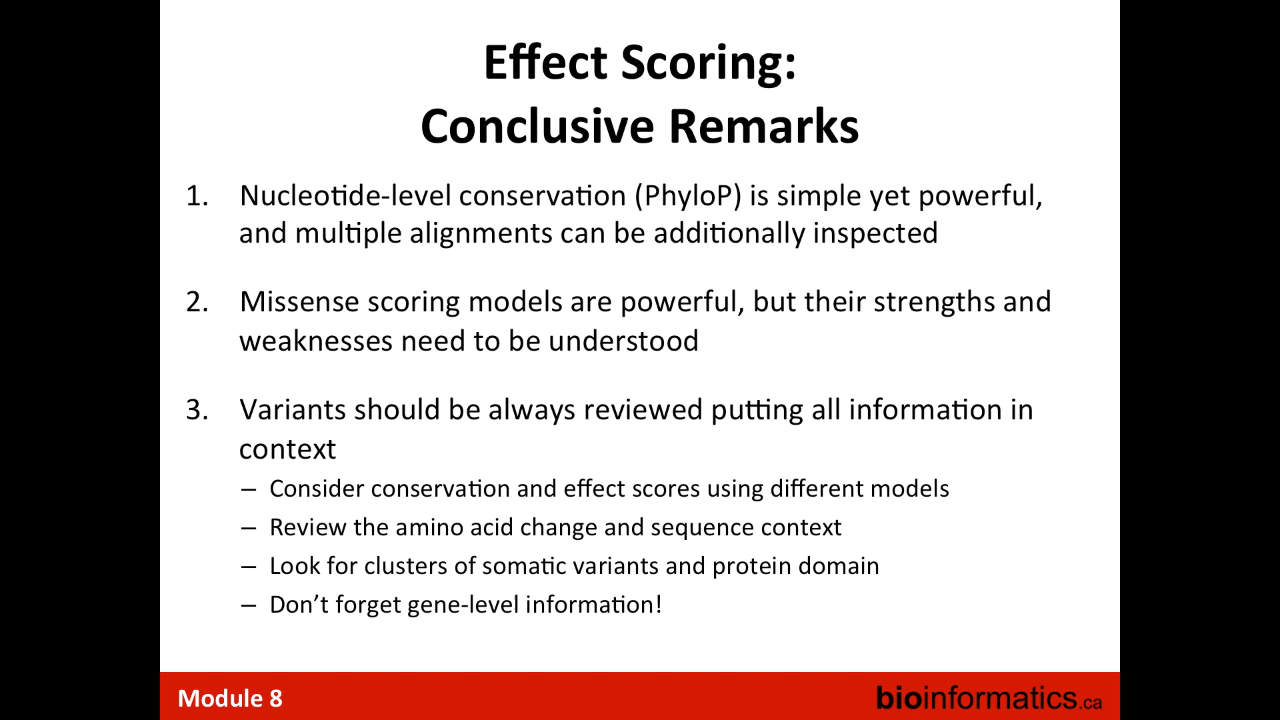 Effect Scoring:
Conclusive Remarks
1. Nucleotide-level conservation (PhyloP) is simple yet powerful,
and multiple alignments can be additionally inspected
2. Missense scoring models are powerful, but their strengths and
weaknesses need to be understood
3. Variants should be always reviewed putting all information in
context
– Consider conservation and effect scores using different models
– Review the amino acid change and sequence context
– Look for clusters of somatic variants and protein domain
– Don’t forget gene-level information!
Module 8
bioinformatics.ca